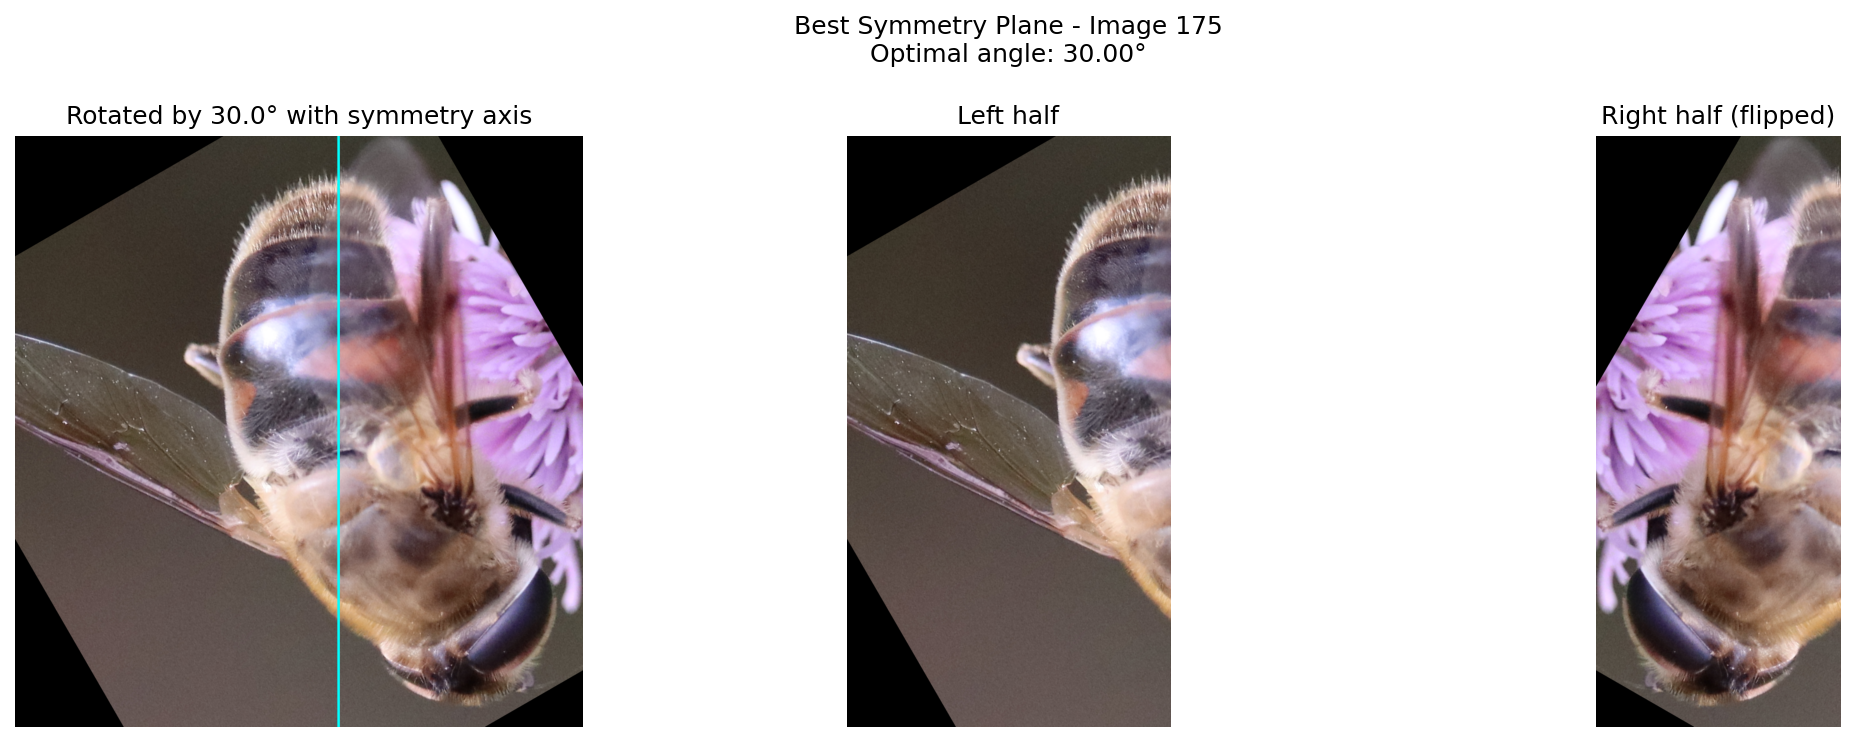 Best Symmetry Plane - Image 175
Optimal angle: 30.00°
Rotated by 30.0° with symmetry axis
Left half
Right half (flipped)